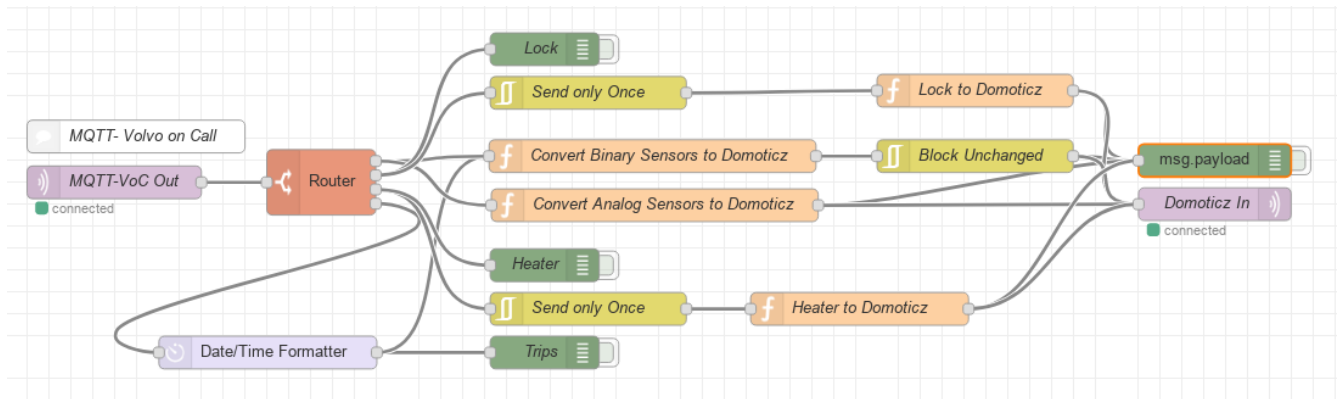 Lock
Send only Once
Lock to Domoticz
MQTT- Volvo on Call
Convert Binary Sensors to Domoticz
Block Unchanged
msg.payload
MQTT-VoC Out
Router
connected
Convert Analog Sensors to Domoticz
Domoticz In
connected
Heater
Send only Once
Heater to Domoticz
Date/Time Formatter
Trips